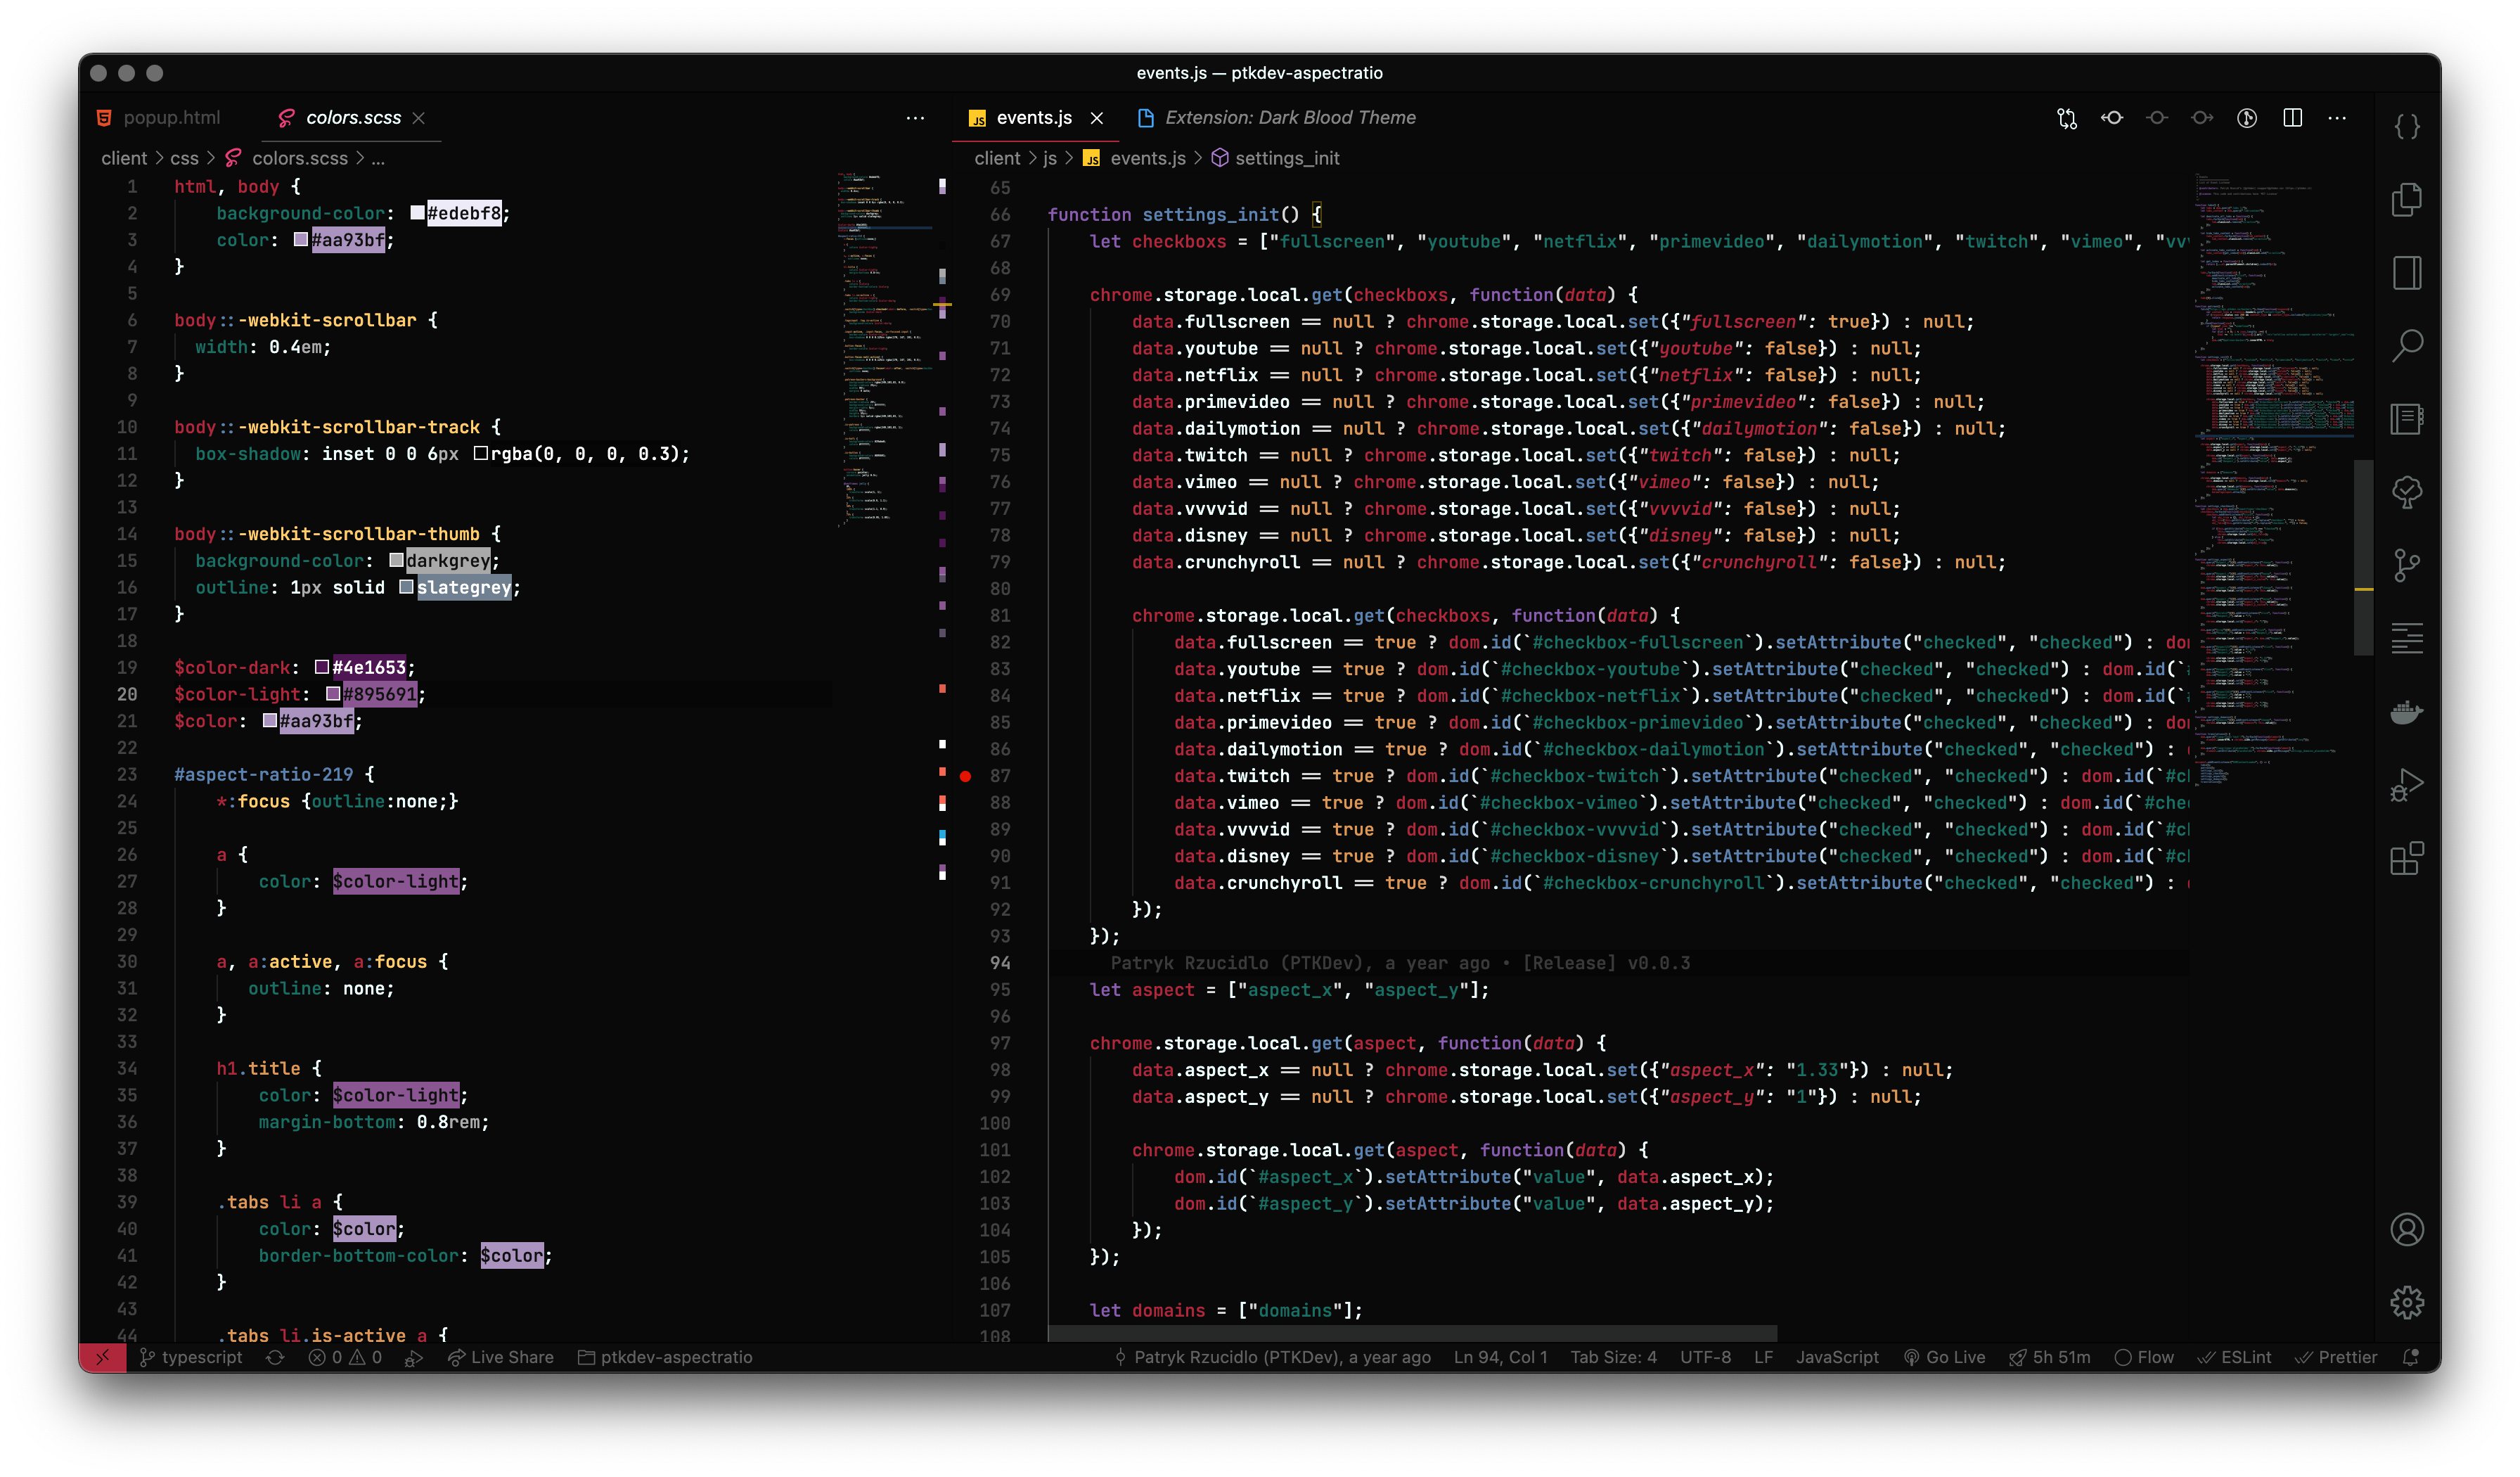 events.js — ptkdev-aspectratio
popup.html
colors.scss
client > css > colors.scss > ...
1 html, body {
2 background-color: #edebf8;
3 color: #aa93bf;
4 }
5
6 body::-webkit-scrollbar {
7 width: 0.4em;
8 }
9
10 body::-webkit-scrollbar-track {
11 box-shadow: inset 0 0 6px rgba(0, 0, 0, 0.3);
12 }
13
14 body::-webkit-scrollbar-thumb {
15 background-color: darkgrey;
16 outline: 1px solid slategrey;
17 }
18
19 $color-dark: #4e1653;
20 $color-light: #895691;
21 $color: #aa93bf;
22
23 #aspect-ratio-219 {
24 *:focus {outline:none;}
25
26 a {
27 color: $color-light;
28 }
29
30 a, a:active, a:focus {
31 outline: none;
32 }
33
34 h1.title {
35 color: $color-light;
36 margin-bottom: 0.8rem;
37 }
38
39 .tabs li a {
40 color: $color;
41 border-bottom-color: $color;
42 }
43
44 .tabs li.is-active a {
JS events.js
Extension: Dark Blood Theme
client > js > JS events.js > settings_init
65
66 function settings_init() {
67 let checkboxs = ["fullscreen", "youtube", "netflix", "primevideo", "dailymotion", "twitch", "vimeo", "vv
68
69 chrome.storage.local.get(checkboxs, function(data) {
70 data.fullscreen == null ? chrome.storage.local.set({"fullscreen": true}) : null;
71 data.youtube == null ? chrome.storage.local.set({"youtube": false}) : null;
72 data.netflix == null ? chrome.storage.local.set({"netflix": false}) : null;
73 data.primevideo == null ? chrome.storage.local.set({"primevideo": false}) : null;
74 data.dailymotion == null ? chrome.storage.local.set({"dailymotion": false}) : null;
75 data.twitch == null ? chrome.storage.local.set({"twitch": false}) : null;
76 data.vimeo == null ? chrome.storage.local.set({"vimeo": false}) : null;
77 data.vvvvid == null ? chrome.storage.local.set({"vvvvid": false}) : null;
78 data.disney == null ? chrome.storage.local.set({"disney": false}) : null;
79 data.crunchyroll == null ? chrome.storage.local.set({"crunchyroll": false}) : null;
80
81 chrome.storage.local.get(checkboxs, function(data) {
82 data.fullscreen == true ? dom.id(`#checkbox-fullscreen`).setAttribute("checked", "checked") : do
83 data.youtube == true ? dom.id(`#checkbox-youtube`).setAttribute("checked", "checked") : dom.id(`
84 data.netflix == true ? dom.id(`#checkbox-netflix`).setAttribute("checked", "checked") : dom.id(`
85 data.primevideo == true ? dom.id(`#checkbox-primevideo`).setAttribute("checked", "checked") : do
86 data.dailymotion == true ? dom.id(`#checkbox-dailymotion`).setAttribute("checked", "checked") :
87 data.twitch == true ? dom.id(`#checkbox-twitch`).setAttribute("checked", "checked") : dom.id(`#c
88 data.vimeo == true ? dom.id(`#checkbox-vimeo`).setAttribute("checked", "checked") : dom.id(`#che
89 data.vvvvid == true ? dom.id(`#checkbox-vvvvid`).setAttribute("checked", "checked") : dom.id(`#c
90 data.disney == true ? dom.id(`#checkbox-disney`).setAttribute("checked", "checked") : dom.id(`#c
91 data.crunchyroll == true ? dom.id(`#checkbox-crunchyroll`).setAttribute("checked", "checked") :
92 });
93 });
94 Patryk Rzucidlo (PTKDev), a year ago • [Release] v0.0.3
95 let aspect = ["aspect_x", "aspect_y"];
96
97 chrome.storage.local.get(aspect, function(data) {
98 data.aspect_x == null ? chrome.storage.local.set({"aspect_x": "1.33"}) : null;
99 data.aspect_y == null ? chrome.storage.local.set({"aspect_y": "1"}) : null;
100
101 chrome.storage.local.get(aspect, function(data) {
102 dom.id(`#aspect_x`).setAttribute("value", data.aspect_x);
103 dom.id(`#aspect_y`).setAttribute("value", data.aspect_y);
104 });
105 });
106
107 let domains = ["domains"];
108
typescript 0 0 Live Share ptkdev-aspectratio
Patryk Rzucidlo (PTKDev), a year ago Ln 94, Col 1 Tab Size: 4 UTF-8 LF JavaScript Go Live 5h 51m Flow ESLint Prettier